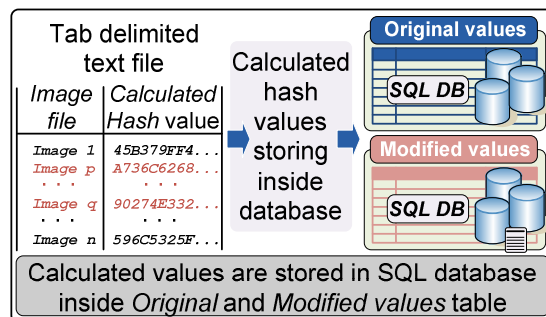 Tab delimited
text file
Image Calculated
file Hash value
Image 1 45B379FF4...
Image p A736C6268...
... ...
Image q 90274E332...
... ...
Image n 596C5325F...
Calculated
hash
values
storing
inside
database
Original values
SQL DB
Modified values
SQL DB
Calculated values are stored in SQL database
inside Original and Modified values table